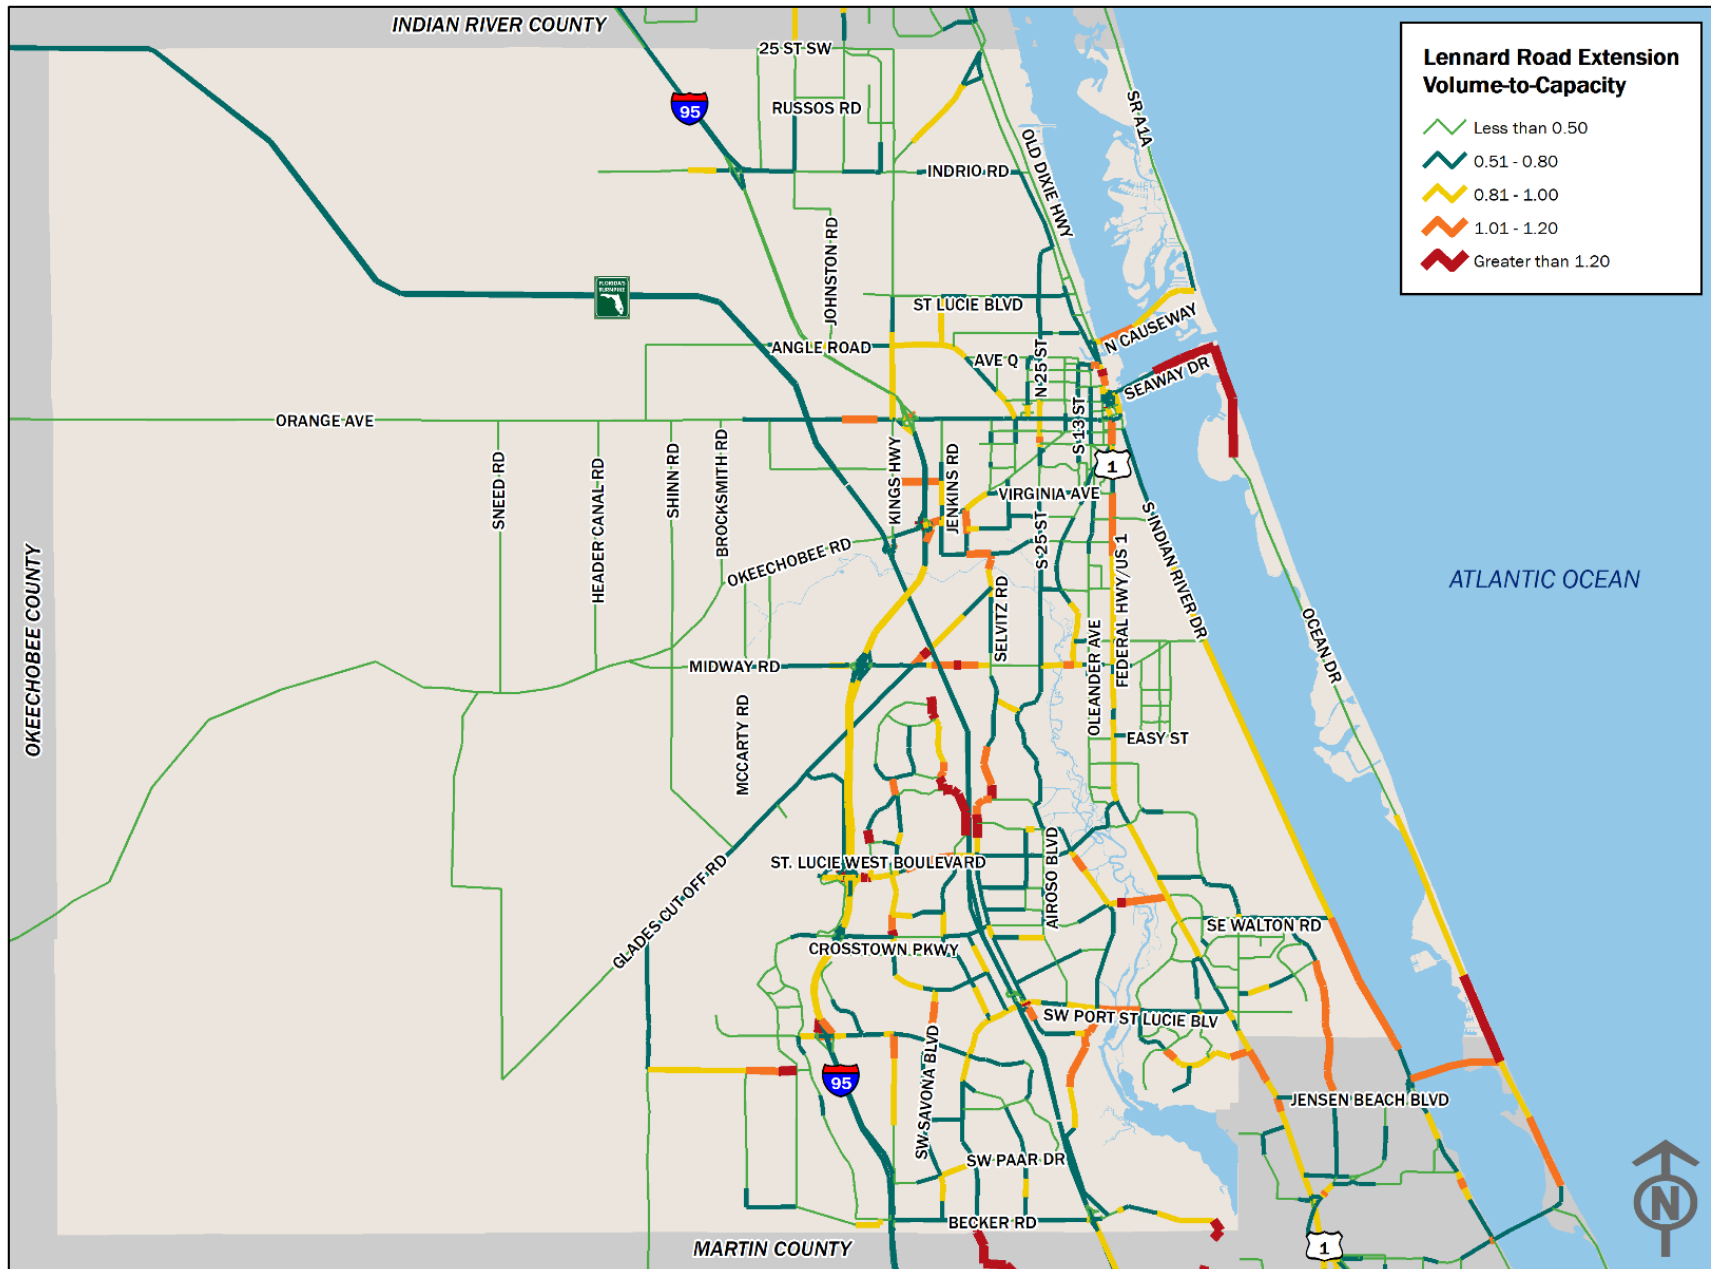 INDIAN RIVER COUNTY
25 ST SW
95
RUSSOS RD
SR A1A
OLD DIXIE HWY
INDRIO RD
Lennard Road Extension
Volume-to-Capacity
Less than 0.50
0.51 - 0.80
0.81 - 1.00
1.01 - 1.20
Greater than 1.20
JOHNSTON RD
ST LUCIE BLVD
N CAUSEWAY
ANGLE ROAD
AVE Q
N 25 ST
SEAWAY DR
ORANGE AVE
S 13 ST
SNEED RD
HEADER CANAL RD
SHINN RD
BROCKSMITH RD
KINGS HWY
JENKINS RD
1
VIRGINIA AVE
S 25 ST
S INDIAN RIVER DR
OKEECHOBEE RD
OKEECHOBEE COUNTY
ATLANTIC OCEAN
SELVITZ RD
OLEANDER AVE
FEDERAL HWY/US 1
OCEAN DR
MIDWAY RD
MCCARTY RD
EASY ST
ST. LUCIE WEST BOULEVARD
AIROSO BLVD
GLADES CUT OFF RD
SE WALTON RD
CROSSTOWN PKWY
SW PORT ST LUCIE BLV
SW SAVONA BLVD
95
JENSEN BEACH BLVD
SW PAAR DR
BECKER RD
MARTIN COUNTY
1
N